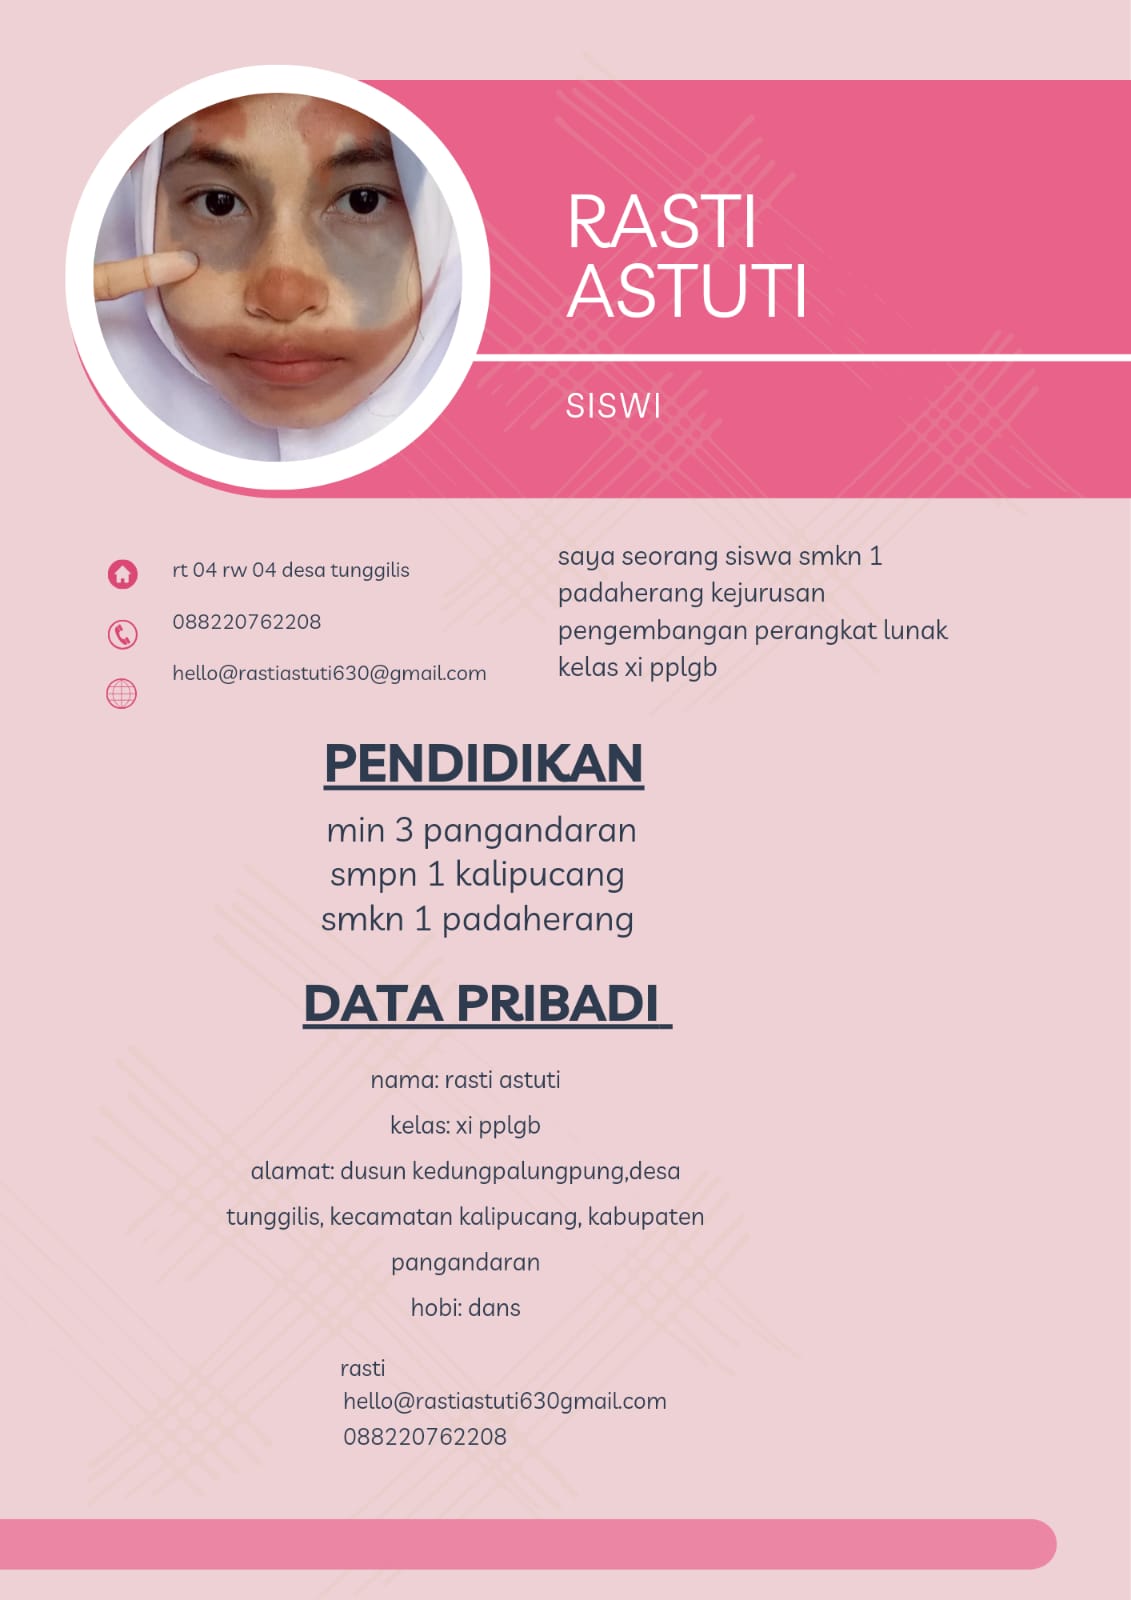 RASTI
ASTUTI
SISWI
rt 04 rw 04 desa tunggilis
088220762208
hello@rastiastuti630@gmail.com
saya seorang siswa smkn 1
padaherang kejurusan
pengembangan perangkat lunak
kelas xi pplgb
PENDIDIKAN
min 3 pangandaran
smpn 1 kalipucang
smkn 1 padaherang
DATA PRIBADI
nama: rasti astuti
kelas: xi pplgb
alamat: dusun kedungpalungpung,desa
tunggilis, kecamatan kalipucang, kabupaten
pangandaran
hobi: dans
rasti
hello@rastiastuti630gmail.com
088220762208